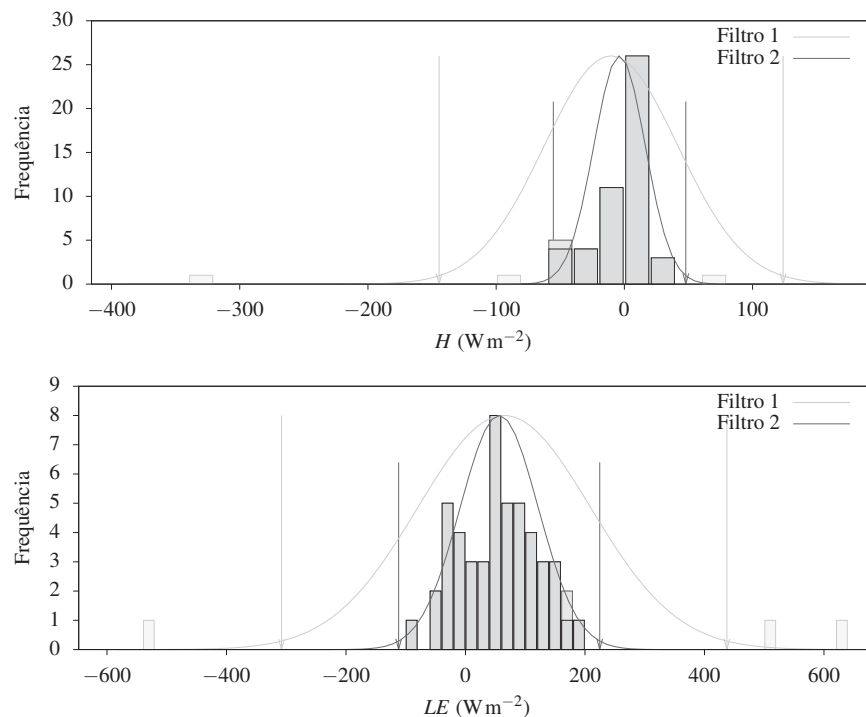 30
25
20
15
10
5
0
Frequência
Filtro 1
Filtro 2
−400 −300 −200 −100 0 100
H (W m−2)
9
8
7
6
5
4
3
2
1
0
Frequência
Filtro 1
Filtro 2
−600 −400 −200 0 200 400 600
LE (W m−2)